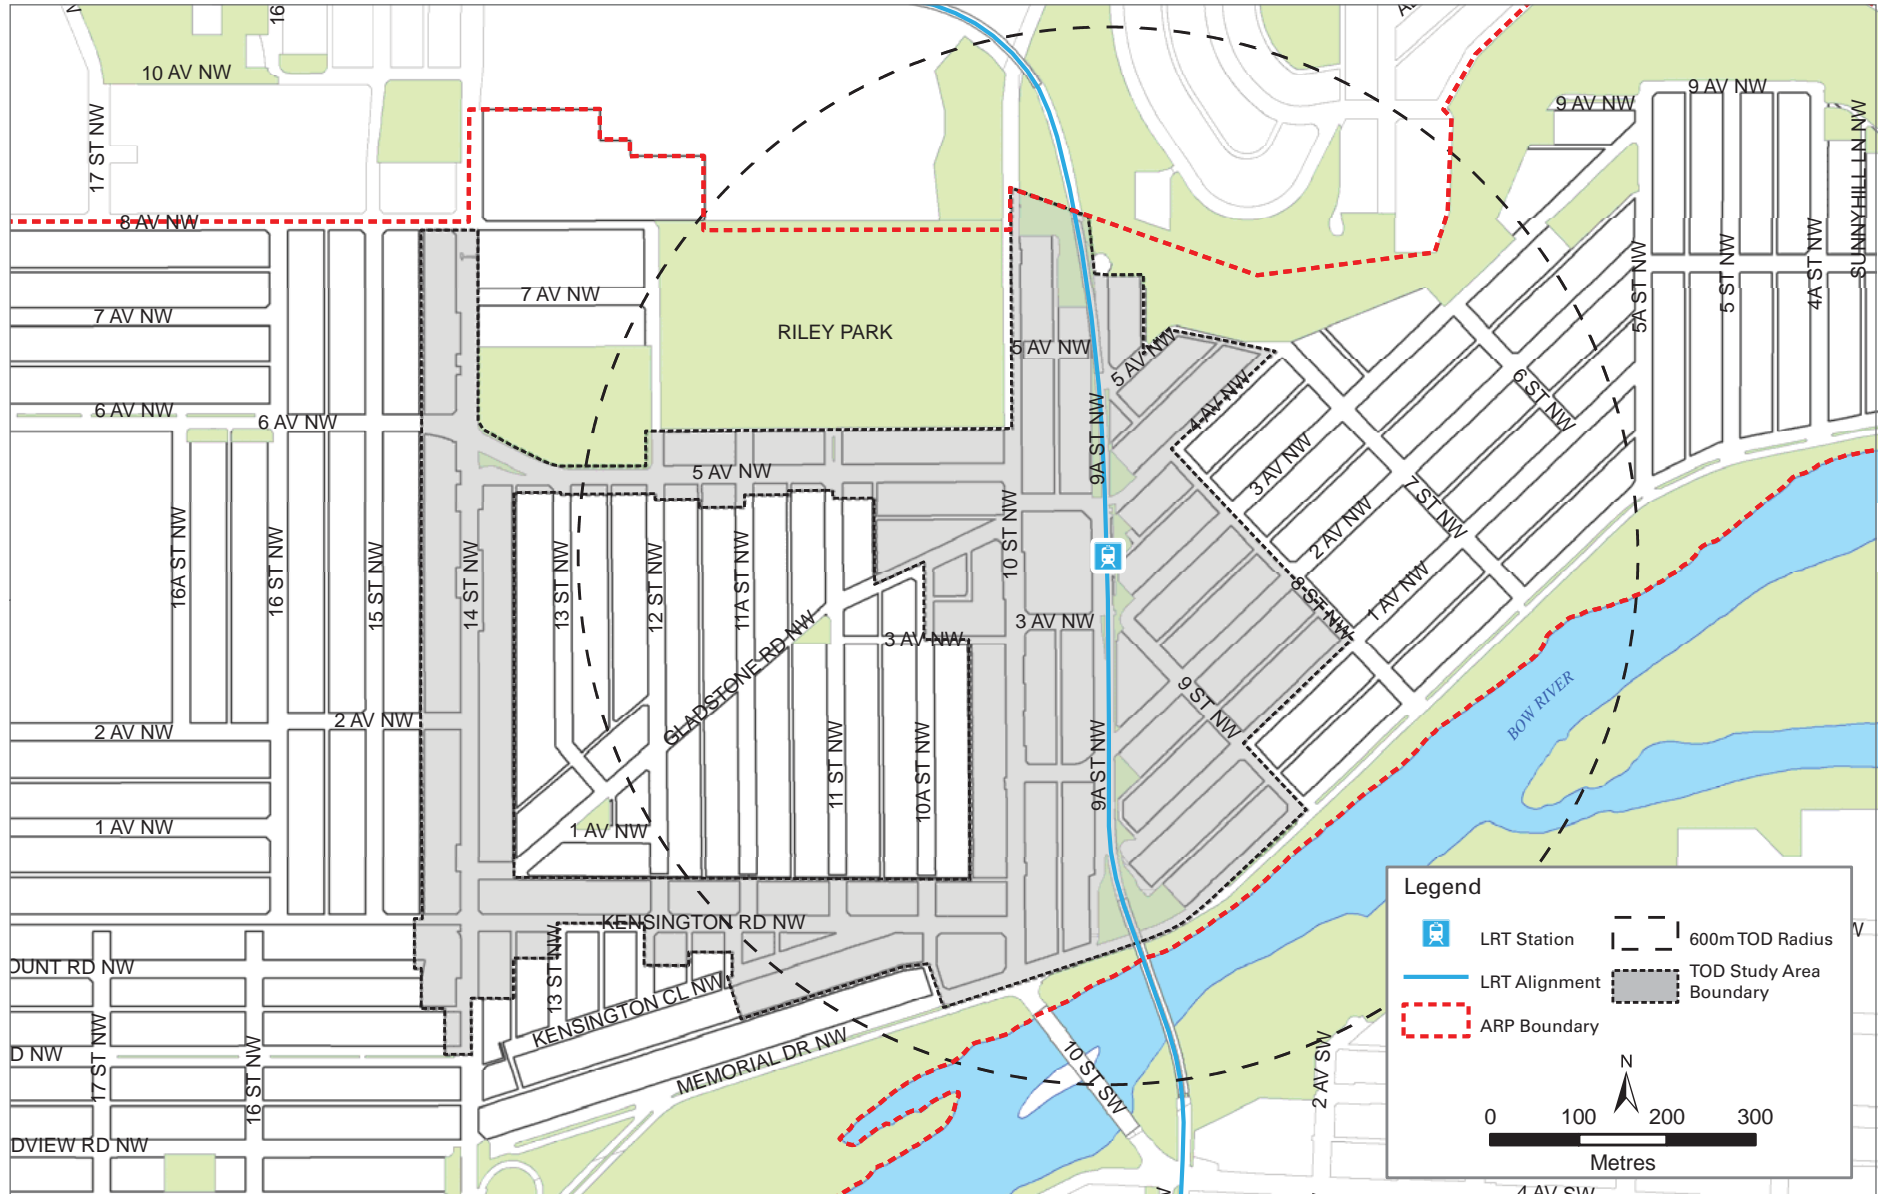 10 AV NW
9 AV NW
9 AV NW
17 ST NW
SUNNYHILL LN NW
8 AV NW
7 AV NW
7 AV NW
RILEY PARK
5A ST NW
5 ST NW
4A ST NW
5 AV NW
5 AV NW
6 AV NW
6 AV NW
4 AV NW
6 ST NW
9A ST NW
3 AV NW
5 AV NW
7 ST NW
2 AV NW
16A ST NW
16 ST NW
15 ST NW
14 ST NW
13 ST NW
12 ST NW
11A ST NW
10 ST NW
8 ST NW
1 AV NW
3 AV NW
3 AV NW
GLADSTONE RD NW
9 ST NW
BOW RIVER
2 AV NW
2 AV NW
11 ST NW
10A ST NW
9A ST NW
1 AV NW
1 AV NW
KENSINGTON RD NW
OUNT RD NW
13 ST NW
KENSINGTON CL NW
D NW
17 ST NW
16 ST NW
MEMORIAL DR NW
10 ST SW
2 AV SW
DVIEW RD NW
4 AV SW
Legend
LRT Station
600m TOD Radius
LRT Alignment
TOD Study Area
Boundary
ARP Boundary
N
0 100 200 300
Metres